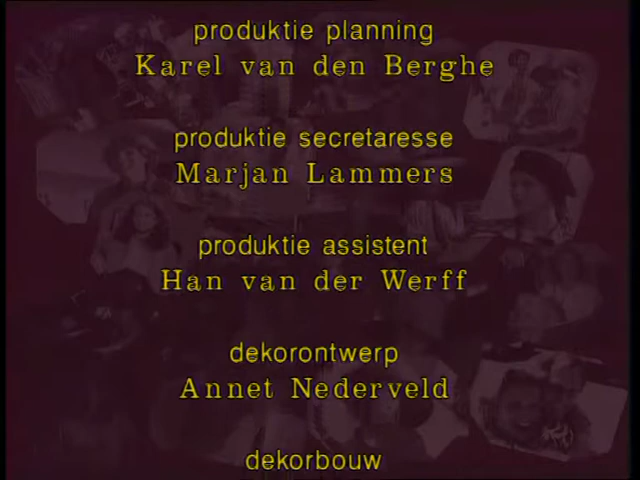 produktie planning
Karel van den Berghe
produktie secretaresse
Marjan Lammers
produktie assistent
Han van der Werff
dekorontwerp
Annet Nederveld
dekorbouw